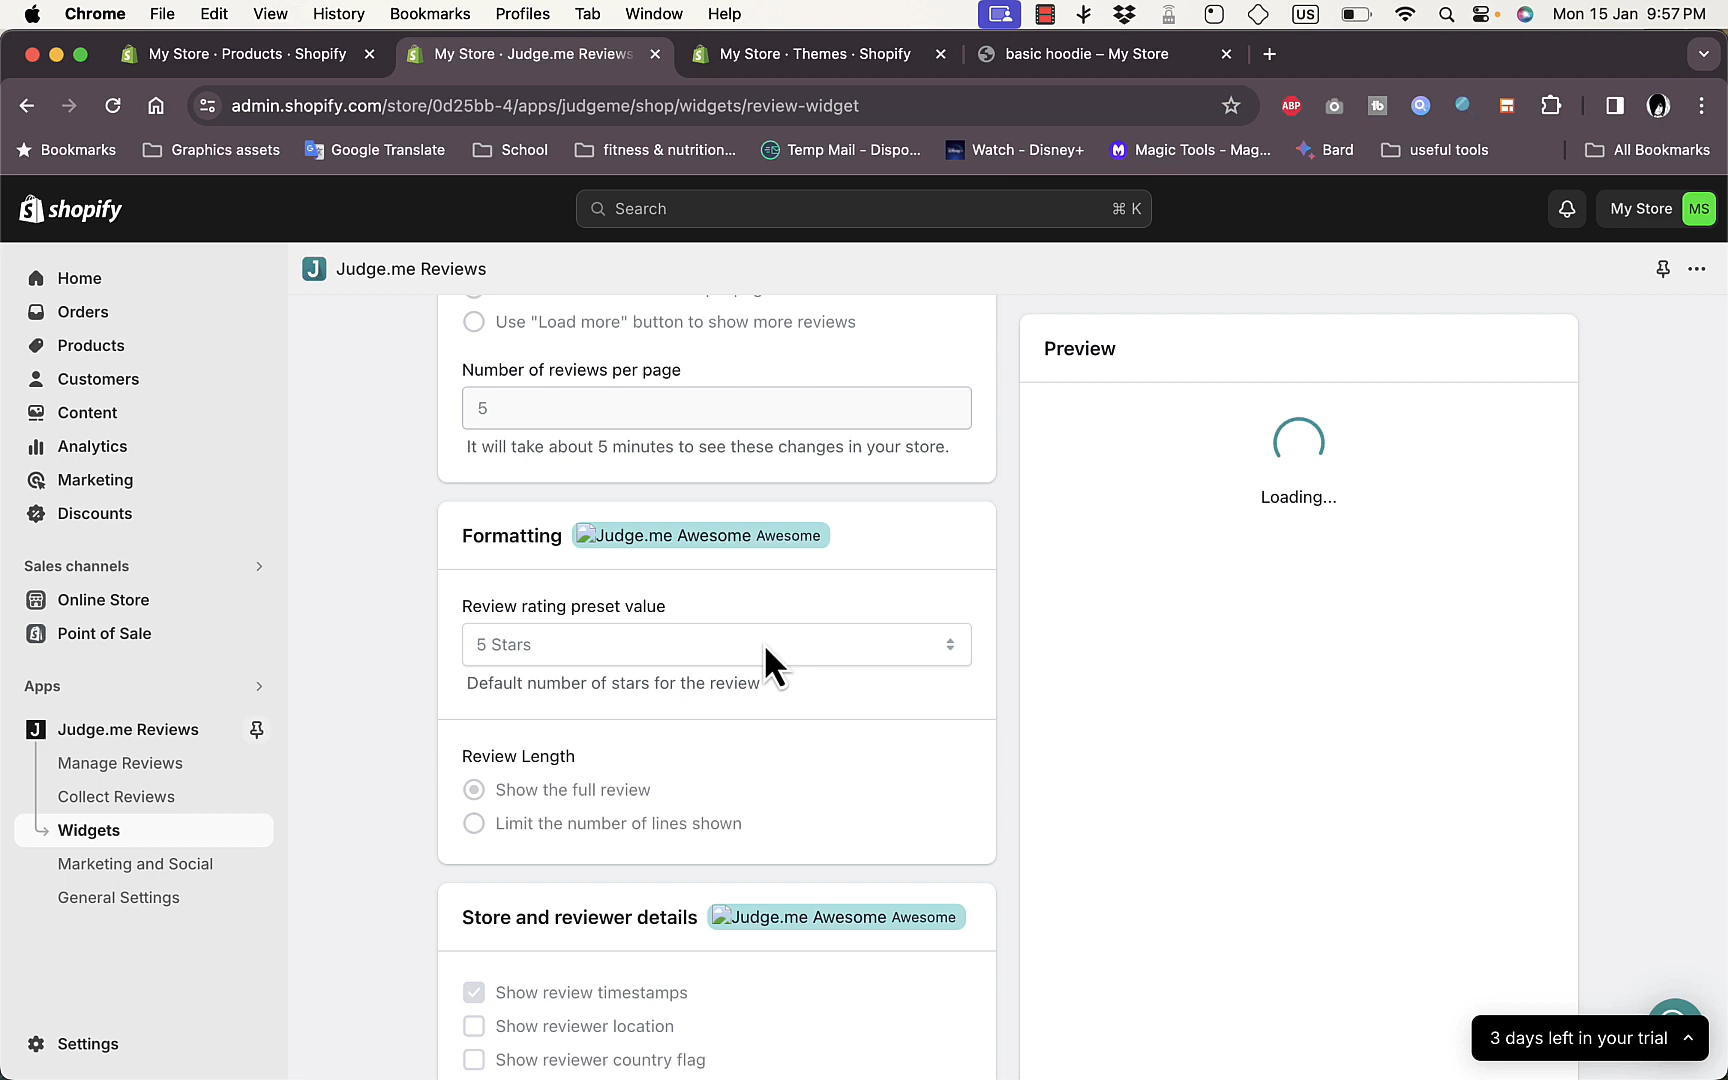 Chrome File Edit View History Bookmarks Profiles Tab Window Help US Mon 15 Jan 9:57 PM
My Store · Products · Shopify My Store · Judge.me Reviews My Store · Themes · Shopify basic hoodie – My Store
admin.shopify.com/store/0d25bb-4/apps/judgeme/shop/widgets/review-widget ABP tb
Bookmarks Graphics assets Google Translate School fitness & nutrition... Temp Mail - Dispo... Watch - Disney+ Magic Tools - Mag... Bard useful tools All Bookmarks
shopify Search ⌘ K My Store MS
Home
Orders
Products
Customers
Content
Analytics
Marketing
Discounts
Sales channels
Online Store
Point of Sale
Apps
Judge.me Reviews
Manage Reviews
Collect Reviews
Widgets
Marketing and Social
General Settings
Settings
J Judge.me Reviews
Use "Load more" button to show more reviews
Number of reviews per page
5
It will take about 5 minutes to see these changes in your store.
Formatting Judge.me Awesome Awesome
Review rating preset value
5 Stars
Default number of stars for the review
Review Length
Show the full review
Limit the number of lines shown
Store and reviewer details Judge.me Awesome Awesome
Show review timestamps
Show reviewer location
Show reviewer country flag
Preview
Loading...
3 days left in your trial